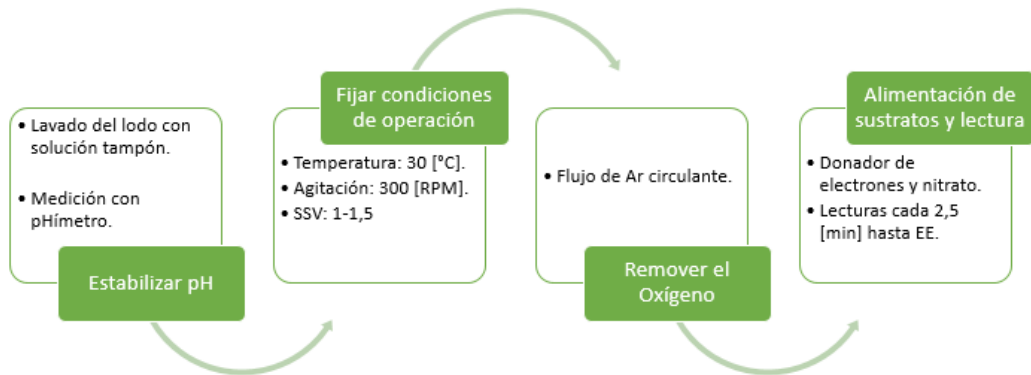 • Lavado del lodo con
solución tampón.
• Medición con
pHímetro.
Estabilizar pH
Fijar condiciones
de operación
• Temperatura: 30 [°C].
• Agitación: 300 [RPM].
• SSV: 1-1,5
• Flujo de Ar circulante.
Remover el
Oxígeno
Alimentación de
sustratos y lectura
• Donador de
electrones y nitrato.
• Lecturas cada 2,5
[min] hasta EE.